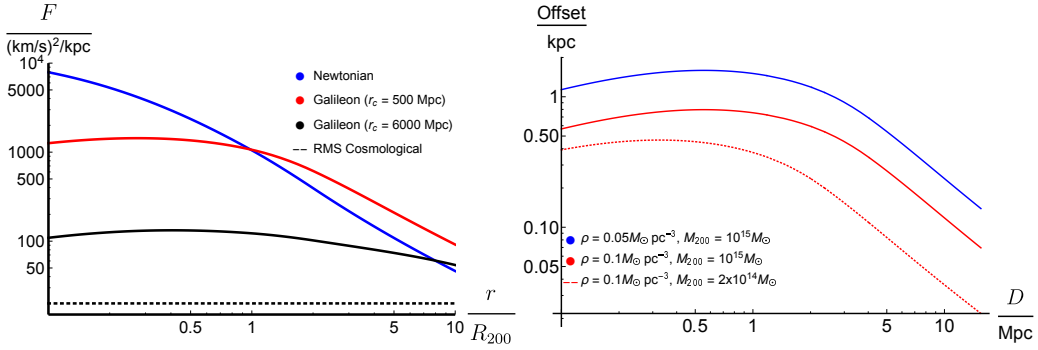 F
(km/s)²/kpc
10⁴
5000
1000
500
100
50
0.5
1
5
10
r
R₂₀₀
Newtonian
Galileon (r_c = 500 Mpc)
Galileon (r_c = 6000 Mpc)
RMS Cosmological
Offset
kpc
1
0.50
0.10
0.05
0.5
1
5
10
D
Mpc
ρ = 0.05M⊙ pc⁻³, M₂₀₀ = 10¹⁵M⊙
ρ = 0.1M⊙ pc⁻³, M₂₀₀ = 10¹⁵M⊙
ρ = 0.1M⊙ pc⁻³, M₂₀₀ = 2x10¹⁴M⊙